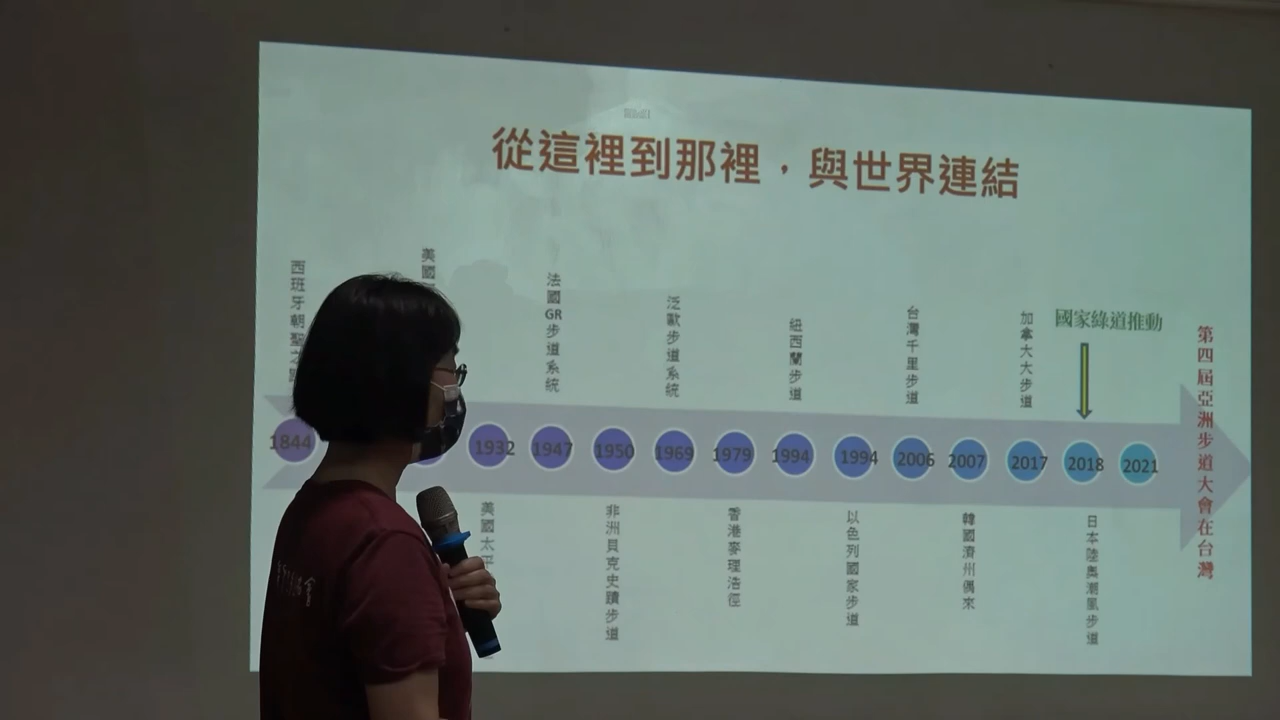 從這裡到那裡，與世界連結
西班牙朝聖之
美國
法國GR步道系統
泛歐步道系統
紐西蘭步道
台灣千里步道
加拿大大步道
國家綠道推動
第四屆亞洲步道大會在台灣
1844
1932
1947
1950
1969
1979
1994
1994
2006
2007
2017
2018
2021
美國太平
非洲貝克史蹟步道
香港麥理浩徑
以色列國家步道
韓國濟州偶來
日本陸奧潮風步道
會